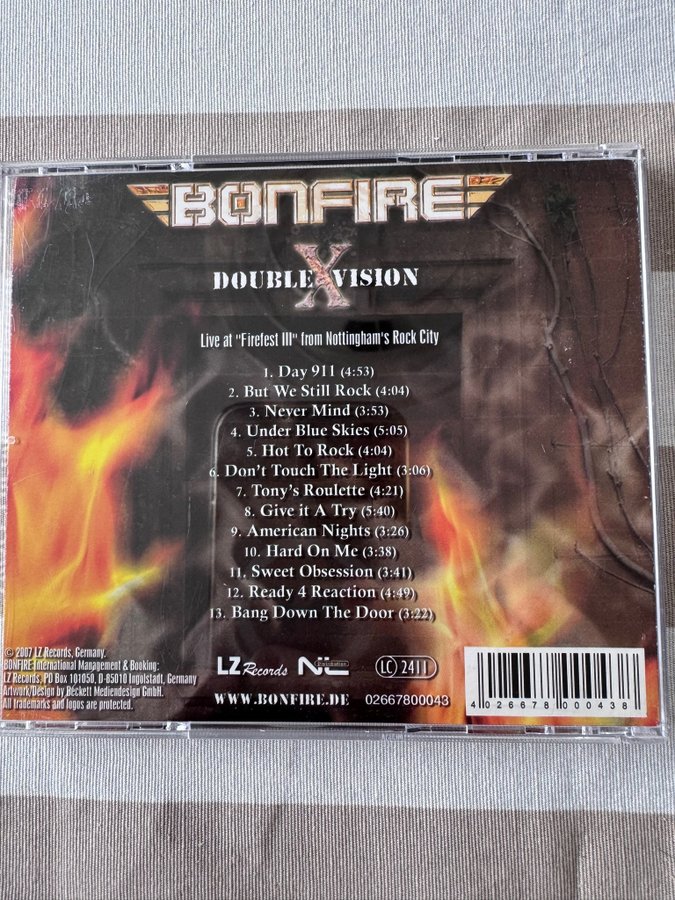 BONFIRE
DOUBLE X VISION
Live at "Firefest III" from Nottingham's Rock City
1. Day 911 (4:53)
2. But We Still Rock (4:04)
3. Never Mind (3:53)
4. Under Blue Skies (5:05)
5. Hot To Rock (4:04)
6. Don't Touch The Light (3:06)
7. Tony's Roulette (4:21)
8. Give it A Try (5:40)
9. American Nights (3:26)
10. Hard On Me (3:38)
11. Sweet Obsession (3:41)
12. Ready 4 Reaction (4:49)
13. Bang Down The Door (3:22)
© 2007 LZ Records, Germany.
BONFIRE International Management & Booking:
LZ Records, PO Box 101050, D-85010 Ingolstadt, Germany
Artwork/Design by Beckett Mediendesign GmbH.
All trademarks and logos are protected.
LZ Records
LC 2411
WWW.BONFIRE.DE 02667800043
4 026678 000438